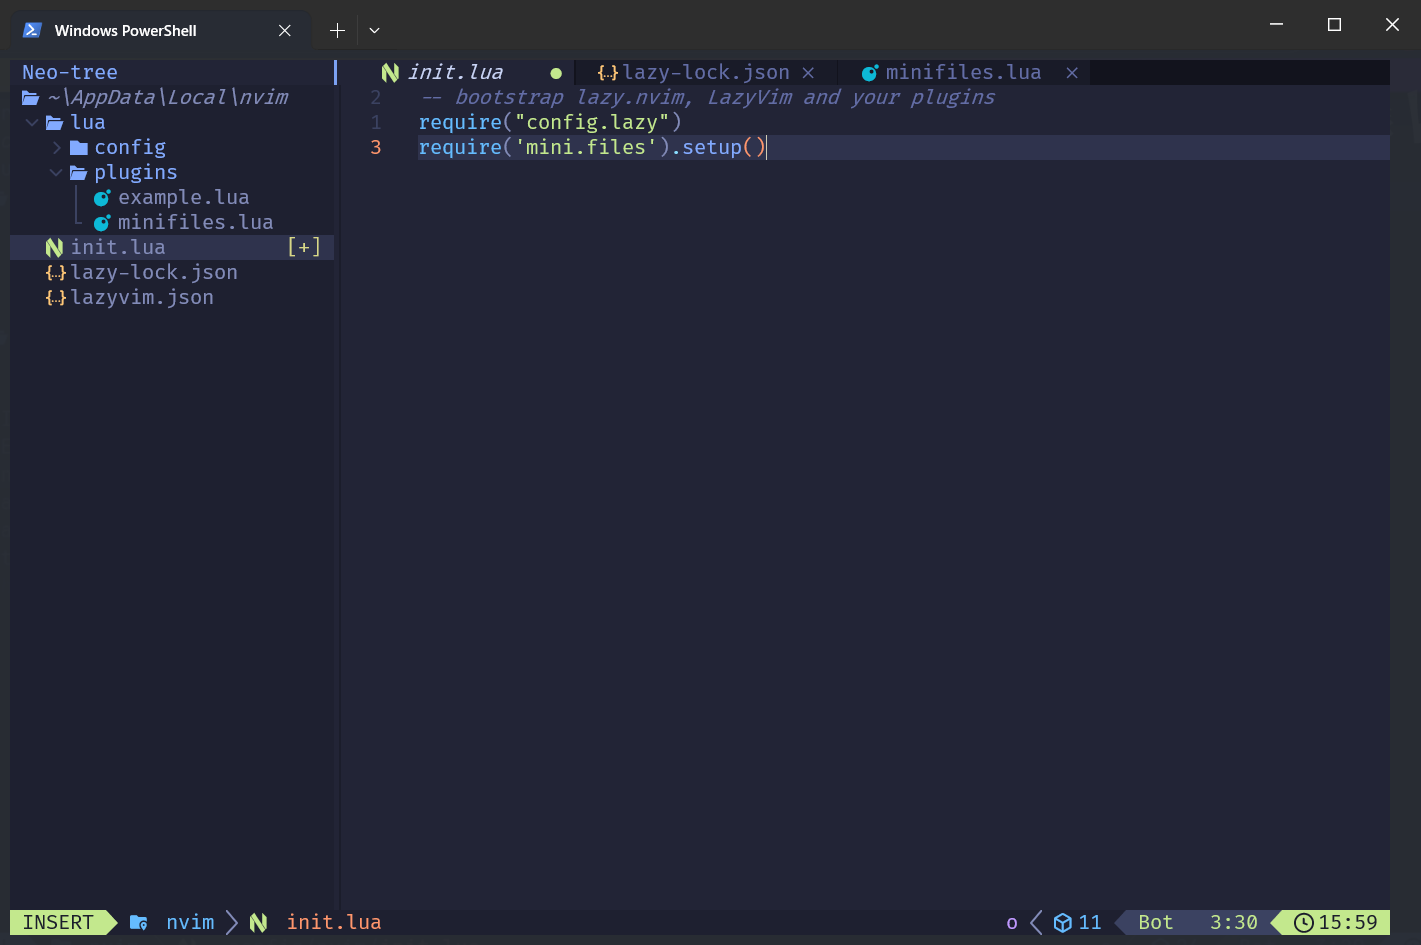 Windows PowerShell
Neo-tree
~\AppData\Local\nvim
lua
config
plugins
example.lua
minifiles.lua
init.lua [+]
lazy-lock.json
lazyvim.json
init.lua lazy-lock.json minifiles.lua
2 -- bootstrap lazy.nvim, LazyVim and your plugins
1 require("config.lazy")
3 require('mini.files').setup()
INSERT nvim init.lua o 11 Bot 3:30 15:59